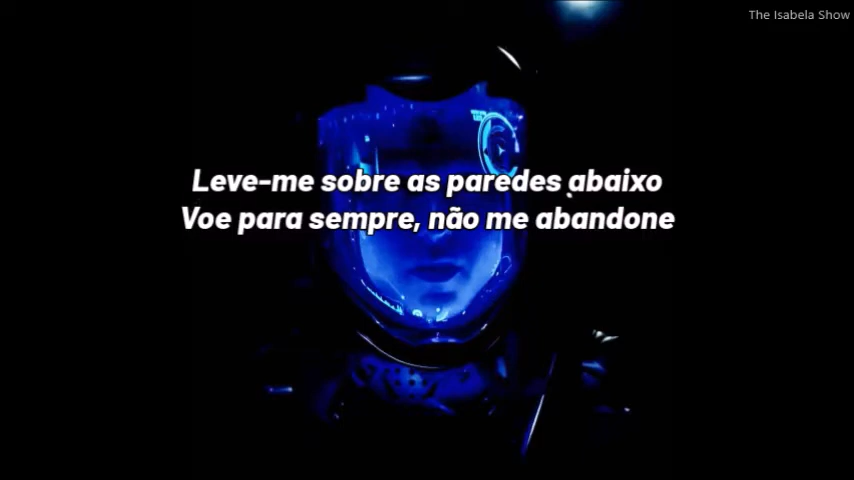 The Isabela Show
Leve-me sobre as paredes abaixo
Voe para sempre, não me abandone